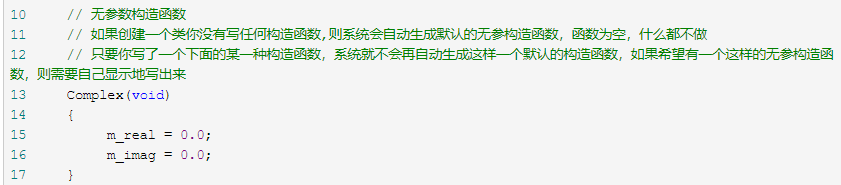 10 // 无参数构造函数
11 // 如果创建一个类你没有写任何构造函数,则系统会自动生成默认的无参构造函数，函数为空，什么都不做
12 // 只要你写了一个下面的某一种构造函数，系统就不会再自动生成这样一个默认的构造函数，如果希望有一个这样的无参构造函
数，则需要自己显示地写出来
13 Complex(void)
14 {
15 m_real = 0.0;
16 m_imag = 0.0;
17 }